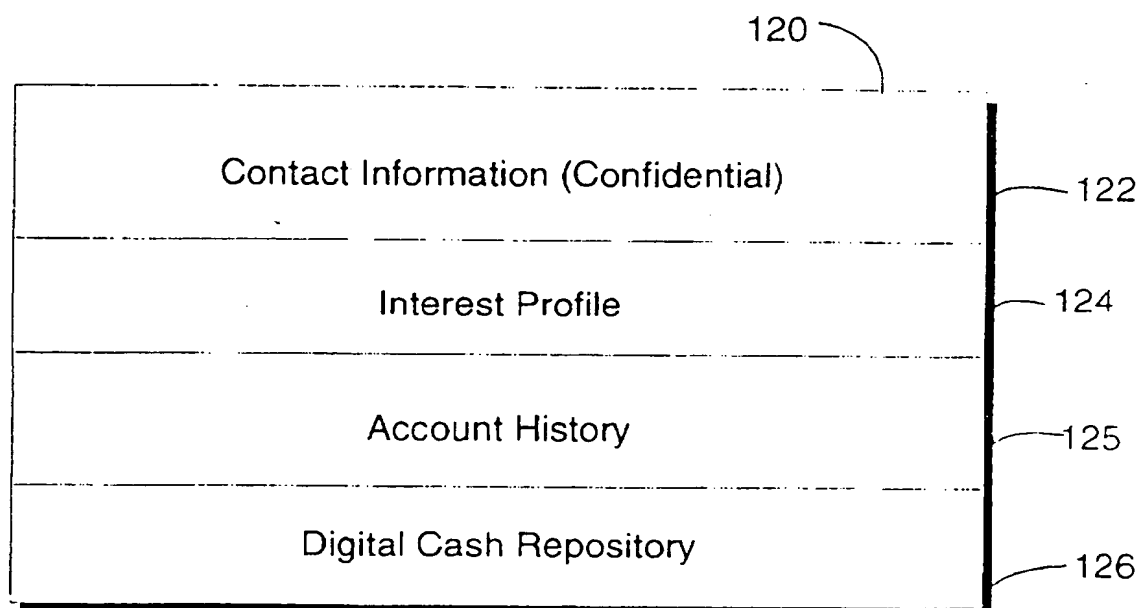 120
Contact Information (Confidential)
122
Interest Profile
124
Account History
125
Digital Cash Repository
126